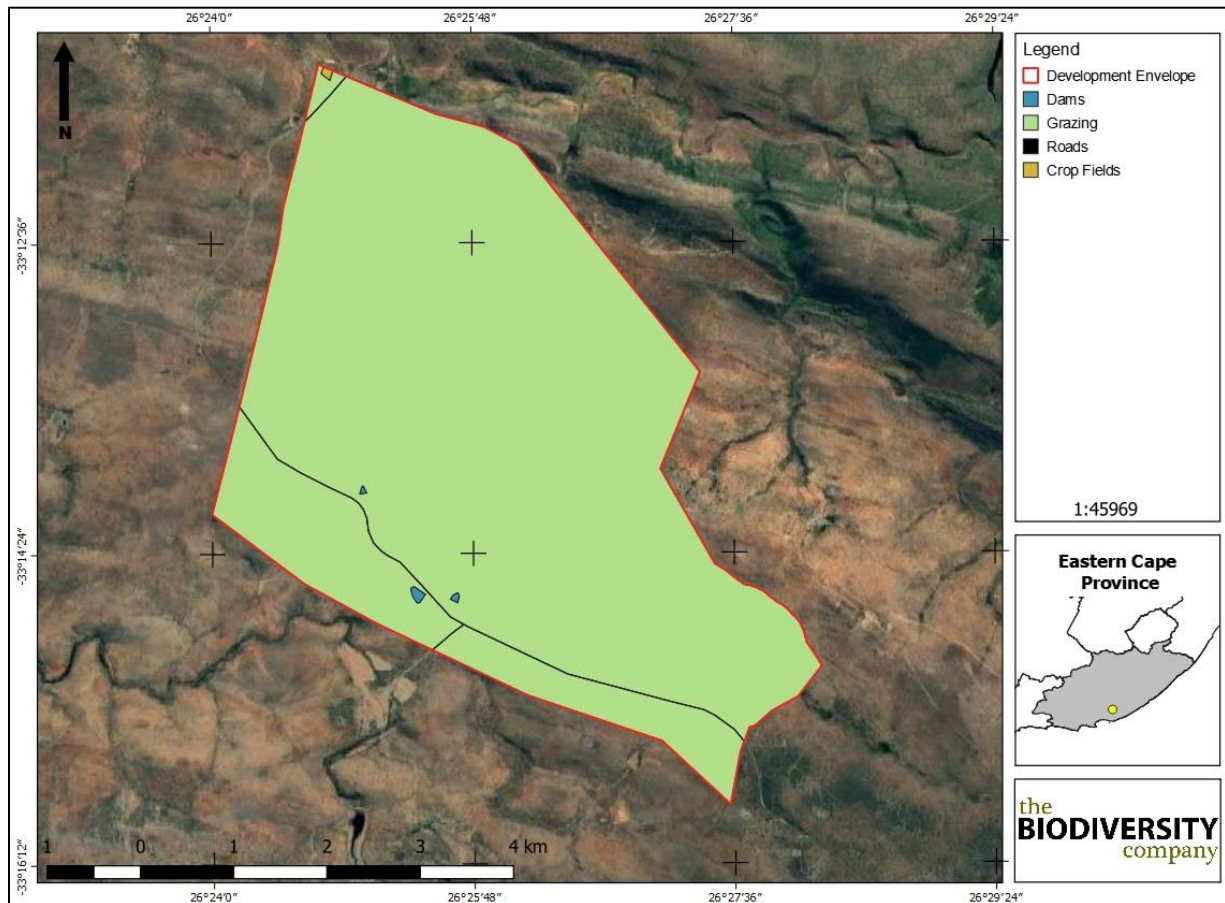 26°24′0″ 26°25′48″ 26°27′36″ 26°29′24″
N
-33°12′36″
-33°14′24″
-33°16′12″
1 0 1 2 3 4 km
26°24′0″ 26°25′48″ 26°27′36″ 26°29′24″
Legend
Development Envelope
Dams
Grazing
Roads
Crop Fields
1:45969
Eastern Cape
Province
the
BIODIVERSITY
company